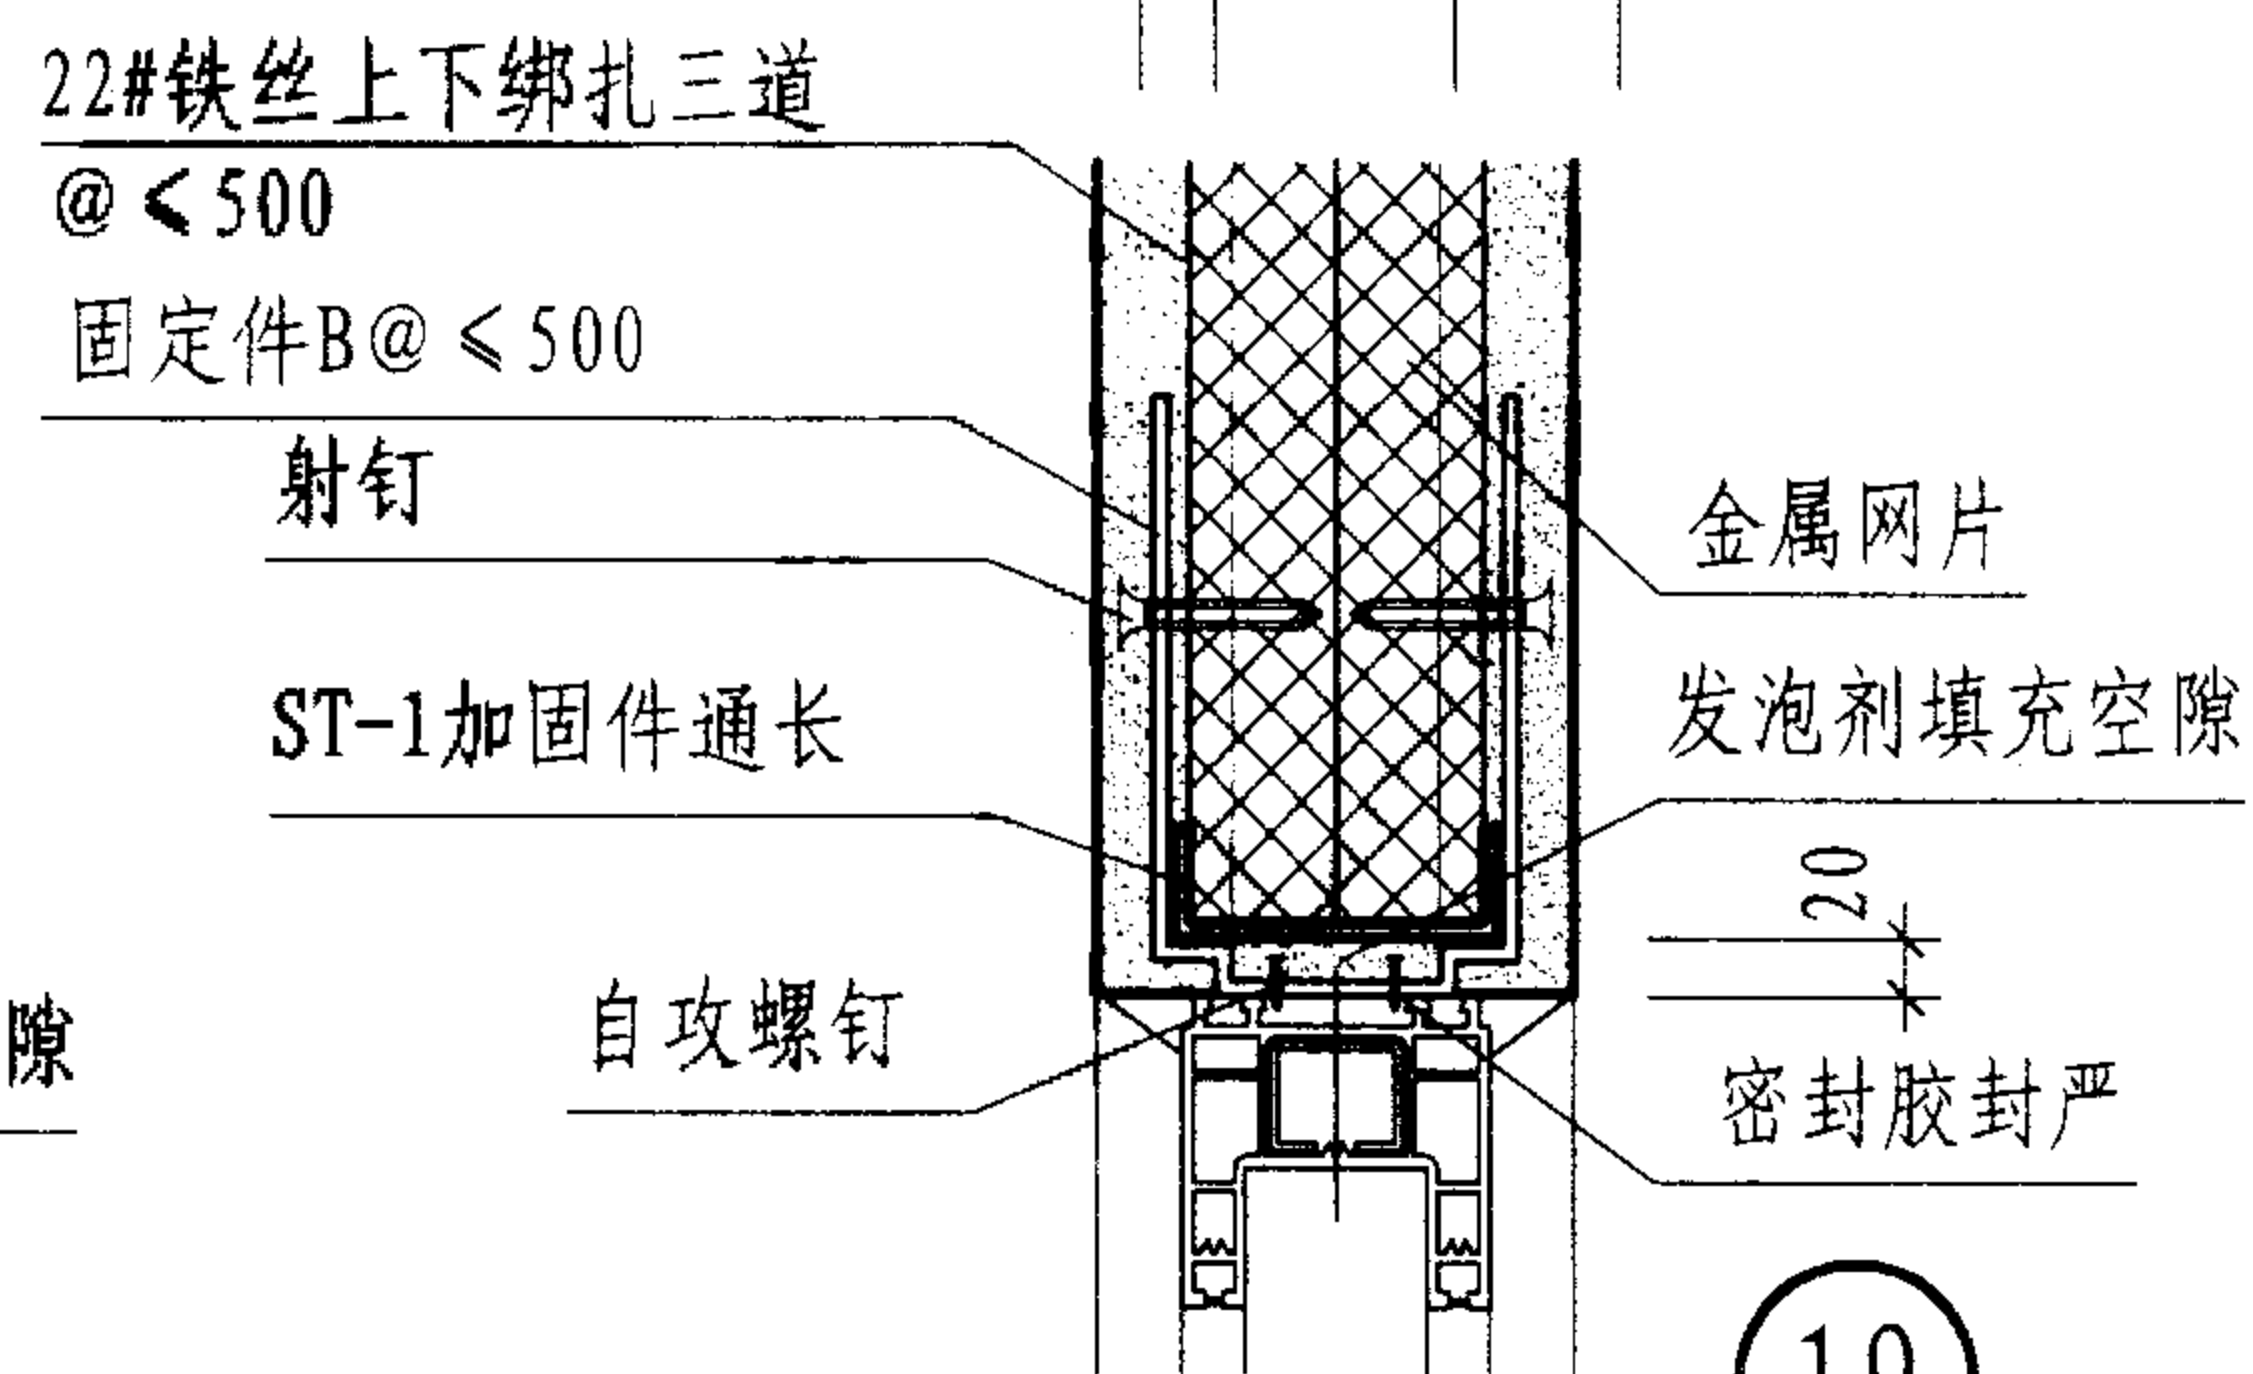 22#铁丝上下绑扎三道
@<500
固定件B@≤500
射钉
金属网片
ST-1加固件通长
发泡剂填充空隙
20
自攻螺钉
隙
密封胶封严
10